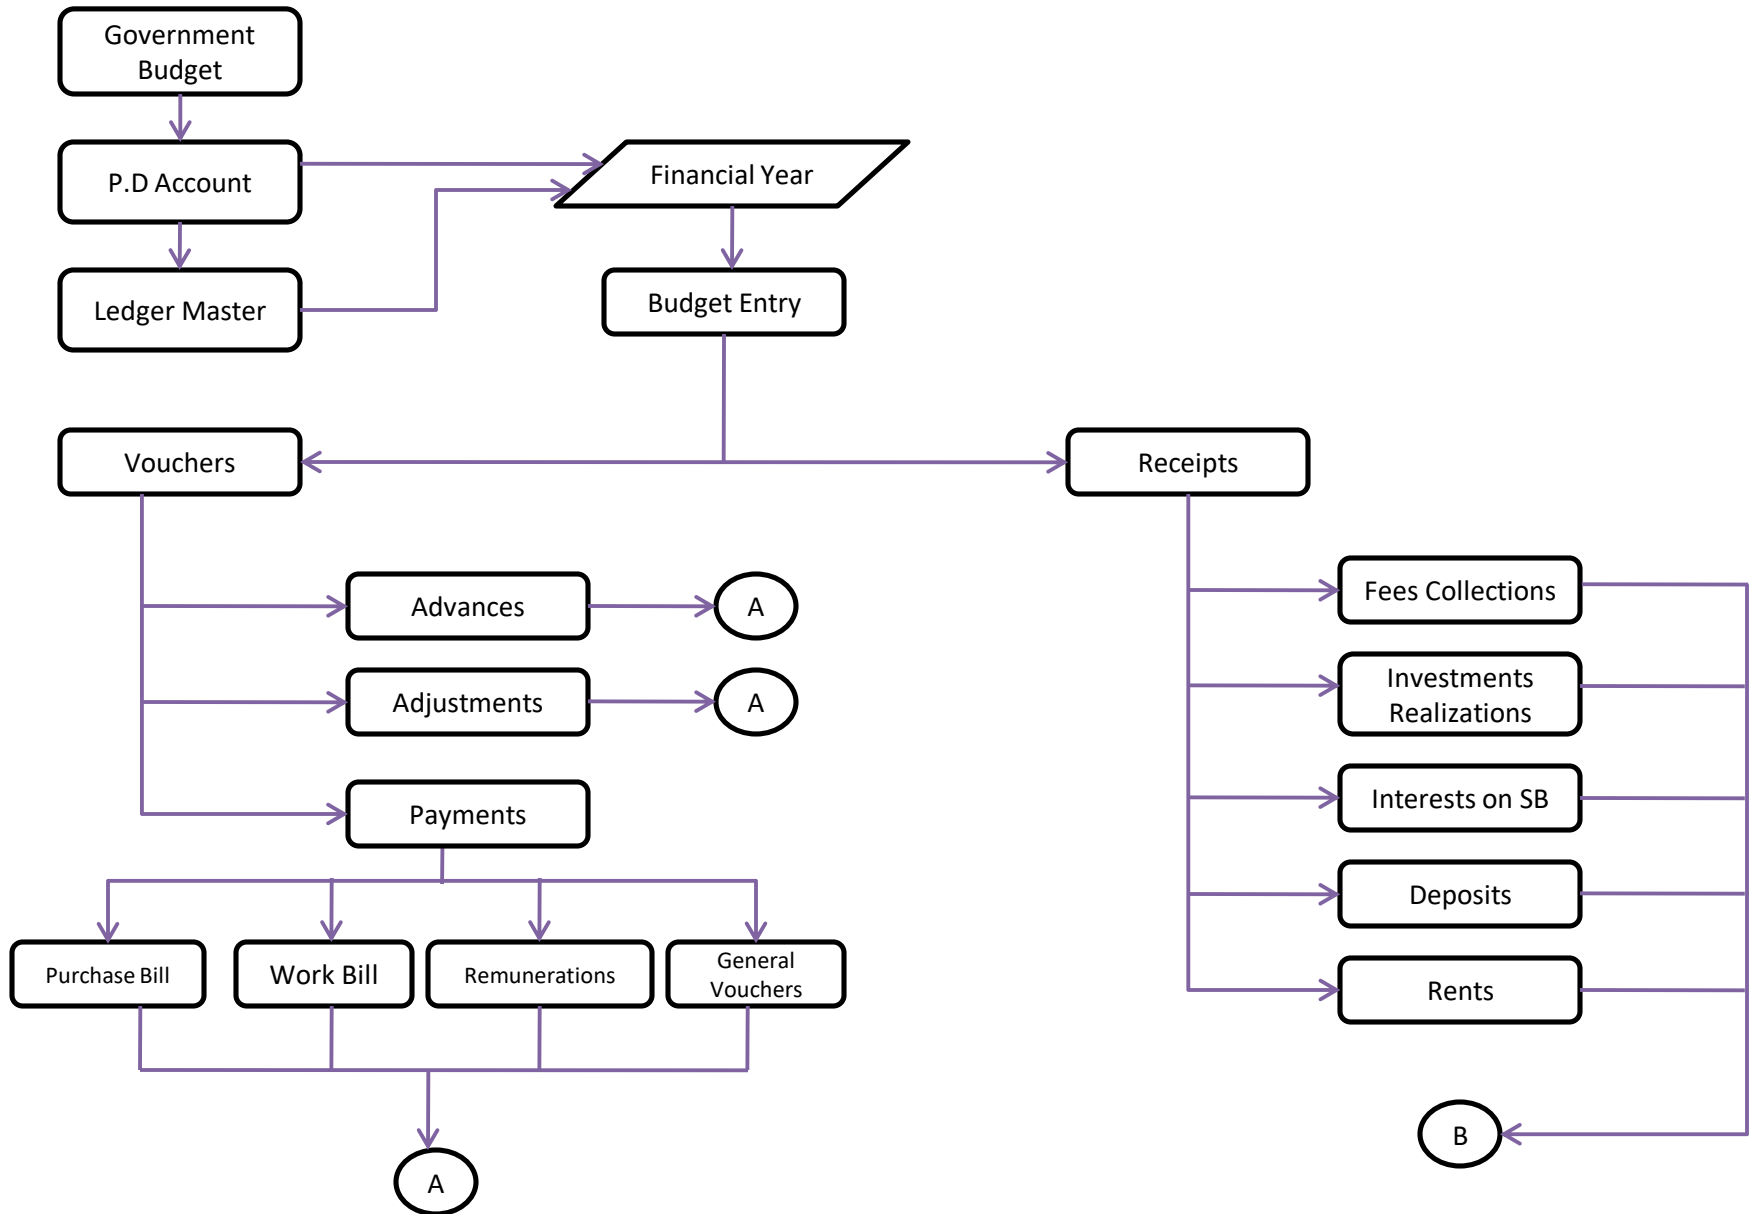 Government
Budget
P.D Account
Financial Year
Ledger Master
Budget Entry
Vouchers
Receipts
Advances
A
Fees Collections
Adjustments
A
Investments
Realizations
Payments
Interests on SB
Deposits
Purchase Bill
Work Bill
Remunerations
General
Vouchers
Rents
B
A